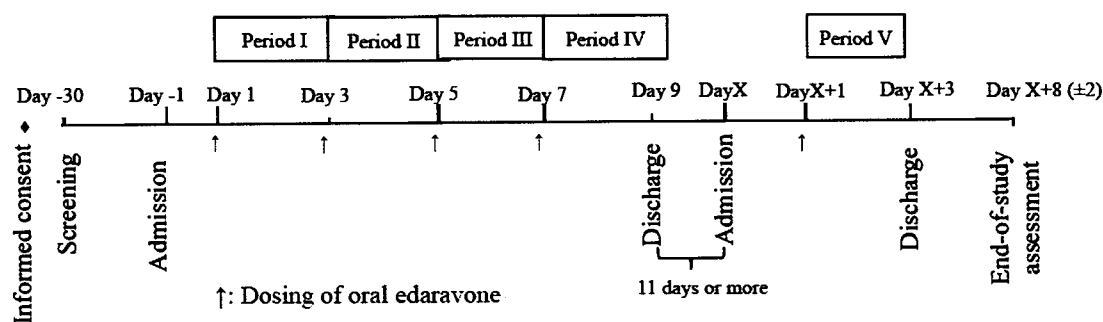 Period I Period II Period III Period IV Period V
Day -30 Day -1 Day 1 Day 3 Day 5 Day 7 Day 9 DayX DayX+1 Day X+3 Day X+8 (±2)
↑ ↑ ↑ ↑ ↑
Informed consent
Screening
Admission
Discharge
Admission
Discharge
End-of-study
assessment
11 days or more
↑: Dosing of oral edaravone